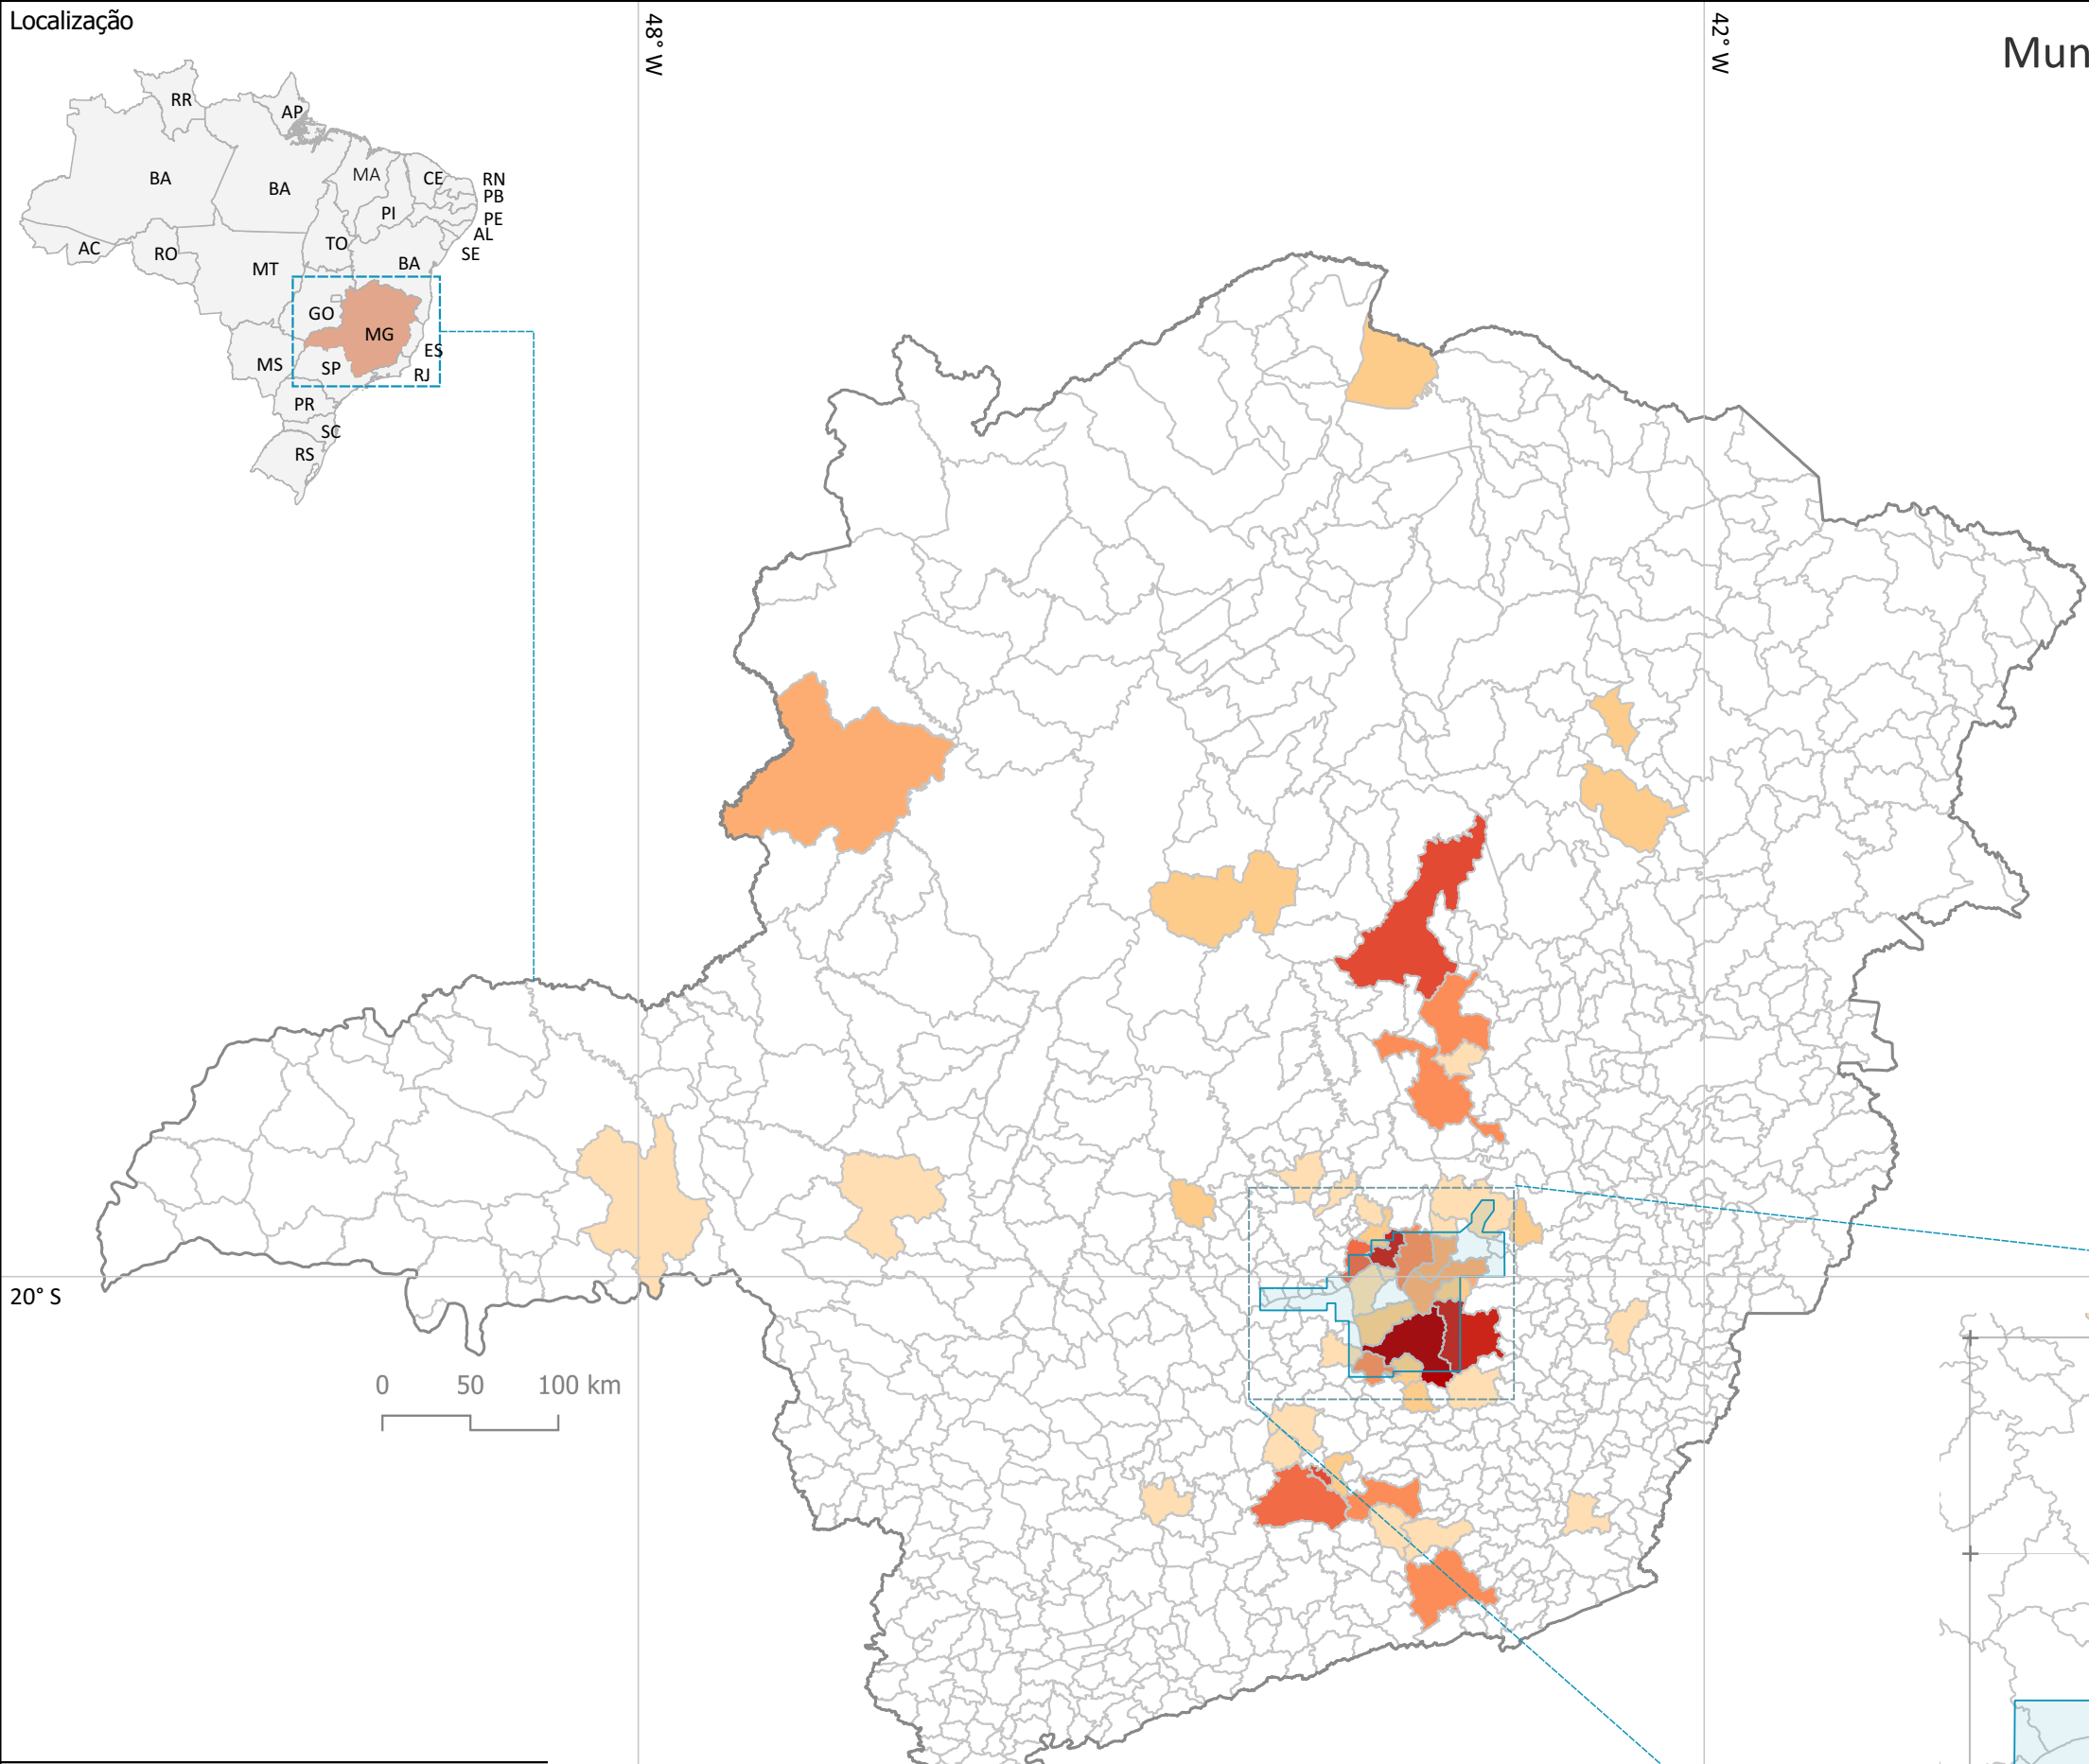 Localização
48° W
42° W
Mun
RR
AP
BA
BA
MA
CE
RN
PB
PI
PE
AL
AC
RO
TO
SE
MT
BA
GO
MG
ES
MS
SP
RJ
PR
SC
RS
20° S
0 50 100 km